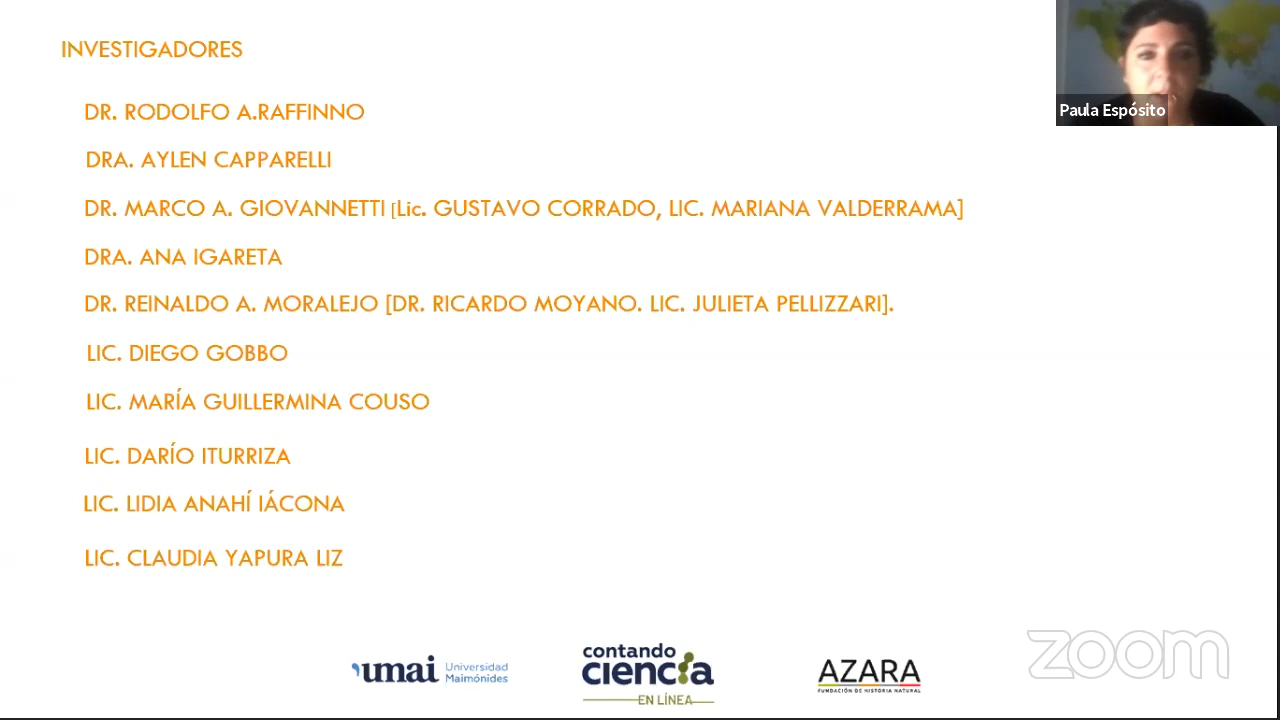 INVESTIGADORES
Paula Espósito
DR. RODOLFO A.RAFFINNO
DRA. AYLEN CAPPARELLI
DR. MARCO A. GIOVANNETTI [Lic. GUSTAVO CORRADO, LIC. MARIANA VALDERRAMA]
DRA. ANA IGARETA
DR. REINALDO A. MORALEJO [DR. RICARDO MOYANO. LIC. JULIETA PELLIZZARI].
LIC. DIEGO GOBBO
LIC. MARÍA GUILLERMINA COUSO
LIC. DARÍO ITURRIZA
LIC. LIDIA ANAHÍ IÁCONA
LIC. CLAUDIA YAPURA LIZ
umai Universidad Maimónides
contando ciencia EN LÍNEA
AZARA
FUNDACIÓN DE HISTORIA NATURAL
zoom